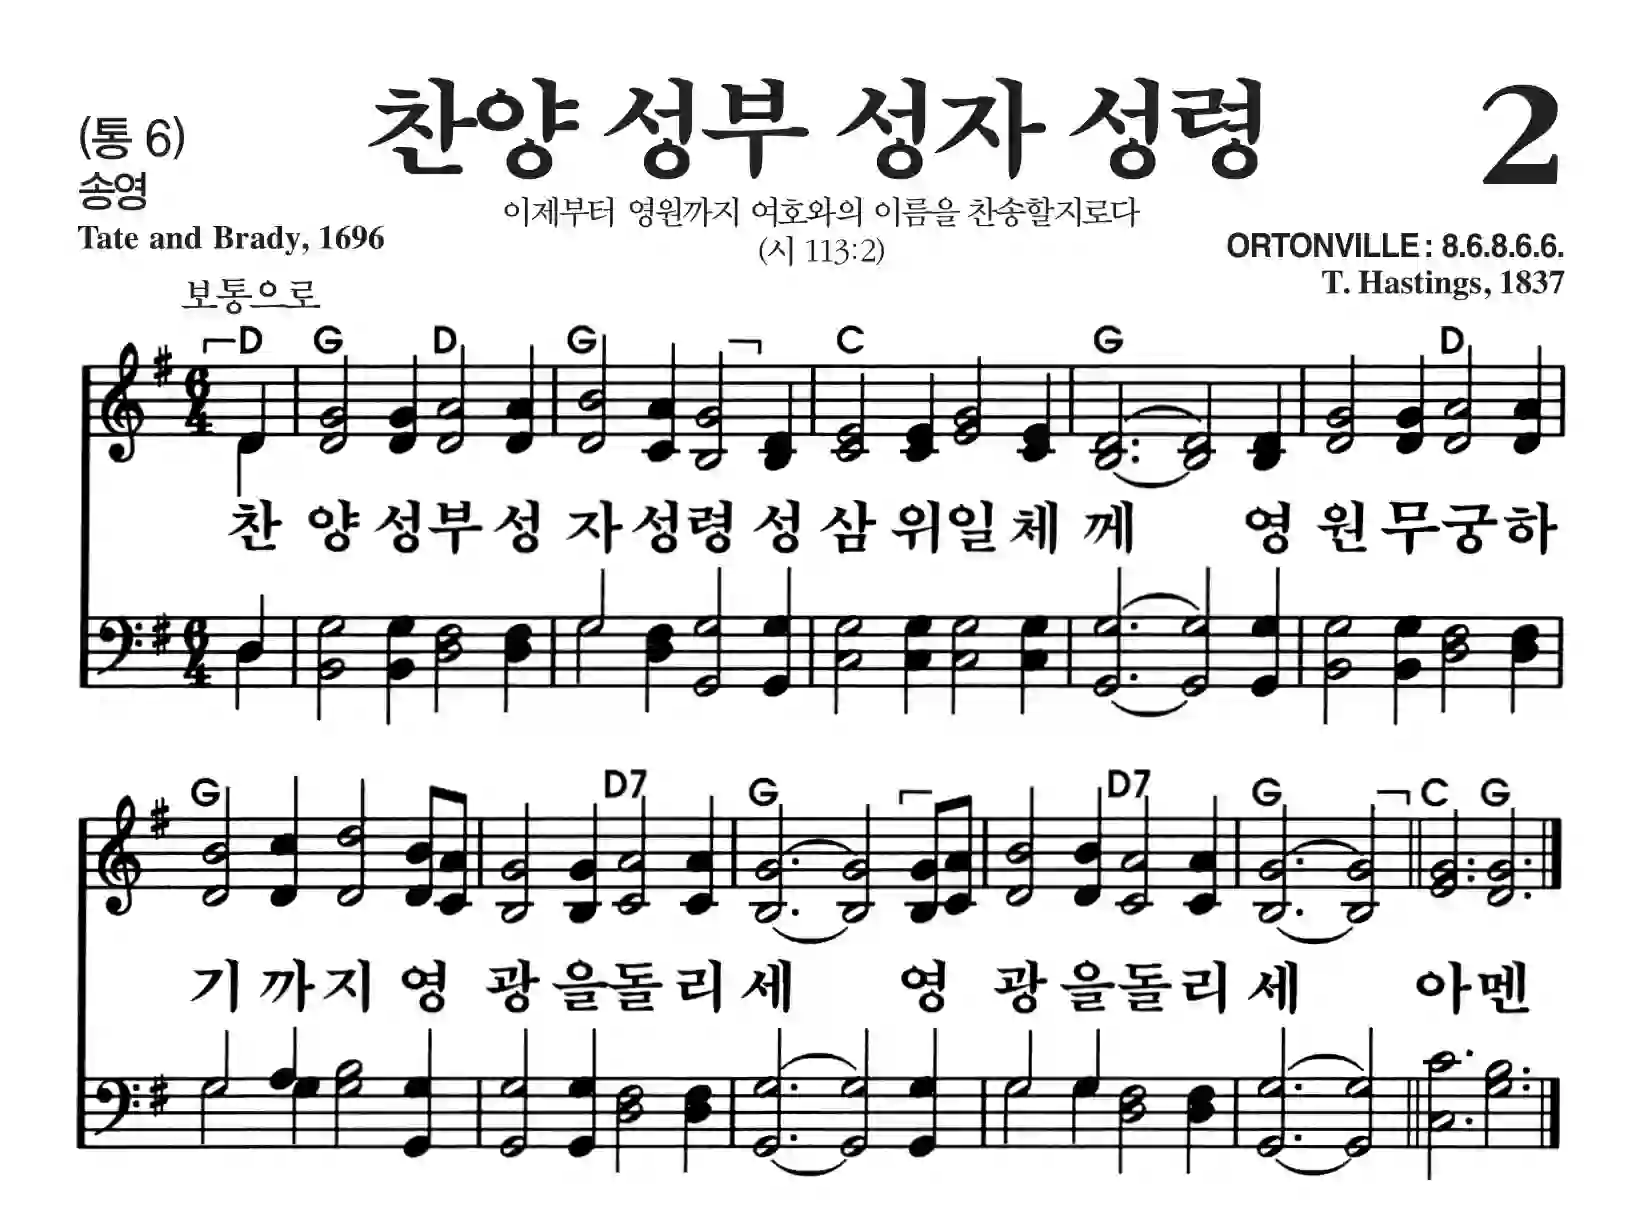 찬양 성부 성자 성령
2
(통 6)
송영
Tate and Brady, 1696
이제부터 영원까지 여호와의 이름을 찬송할지로다
(시 113:2)
ORTONVILLE : 8.6.8.6.6.
T. Hastings, 1837
보통으로
D G D G C G D
6 4
찬 양 성부 성 자 성령 성 삼 위일 체 께 영 원 무궁 하
6 4
G D7 G D7 G C G
기 까지 영 광 을돌 리 세 영 광 을돌 리 세 아멘